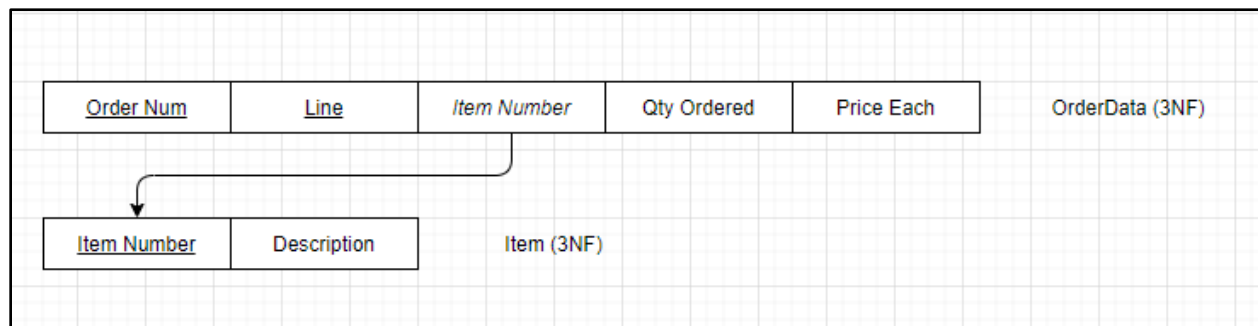 Order Num Line Item Number Qty Ordered Price Each OrderData (3NF)
Item Number Description Item (3NF)